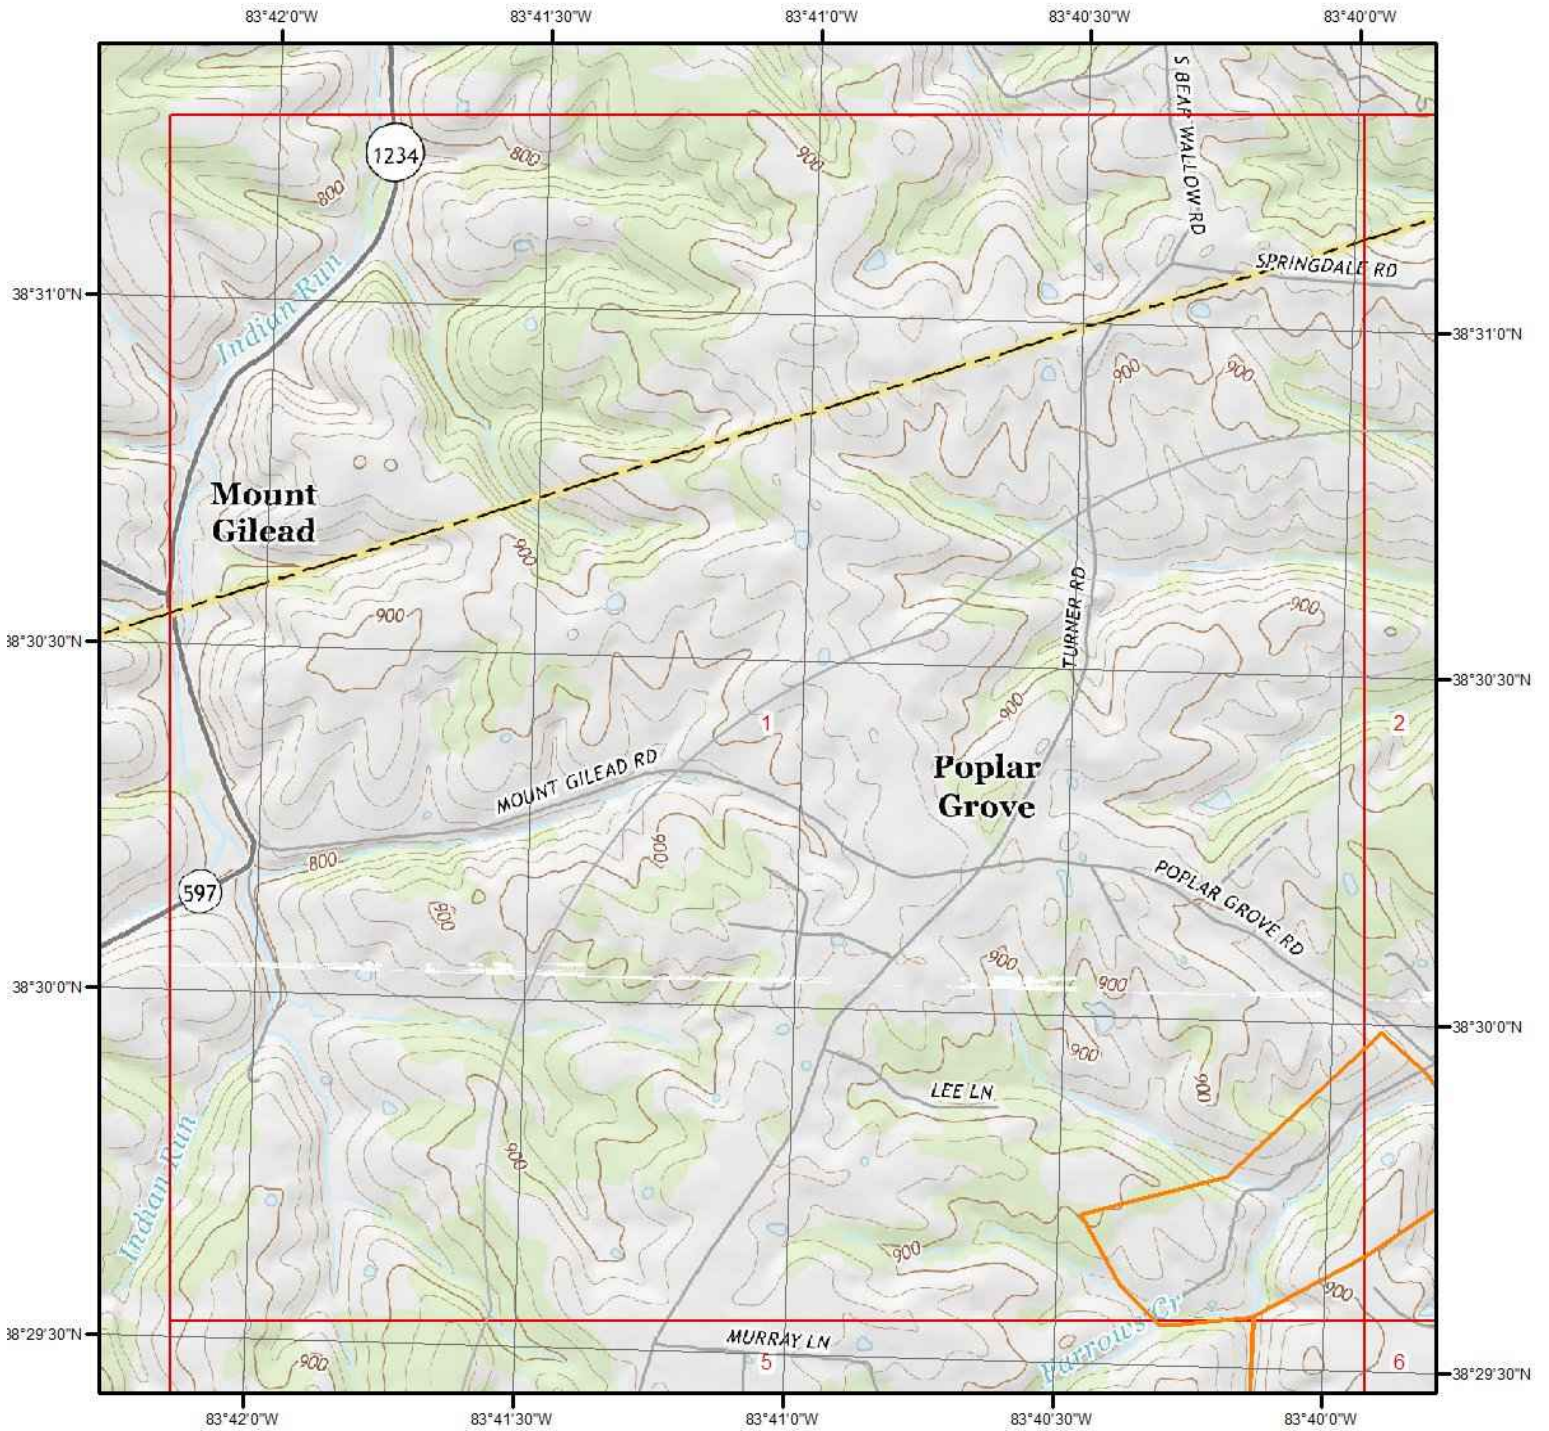 83°42'0"W
83°41'30"W
83°41'0"W
83°40'30"W
83°40'0"W
S BEAR WALLOW RD
1234
800
900
800
Indian Run
SPRINGDALE RD
38°31'0"N
38°31'0"N
900
900
Mount
Gilead
900
900
900
TURNER RD
38°30'30"N
38°30'30"N
900
1
2
MOUNT GILEAD RD
Poplar
Grove
900
800
POPLAR GROVE RD
597
900
900
900
38°30'0"N
38°30'0"N
900
900
LEE LN
Indian Run
900
900
900
38°29'30"N
MURRAY LN
Cr
5
6
900
38°29'30"N
83°42'0"W
83°41'30"W
83°41'0"W
83°40'30"W
83°40'0"W